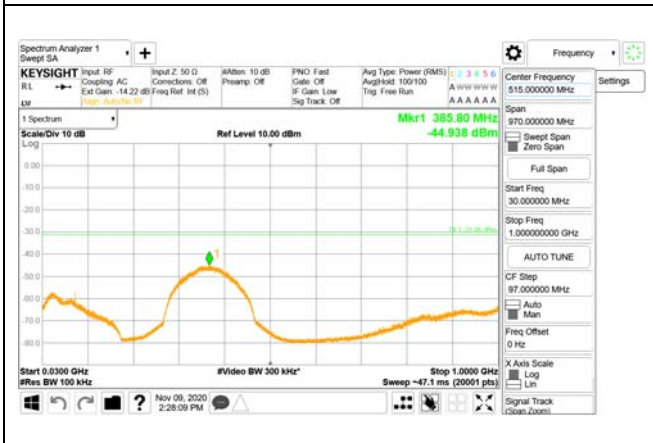 Spectrum Analyzer 1
Swept SA
Frequency
KEYSIGHT
RL
Input: RF
Coupling: AC
Ext Gain: -14.22 dB
Align: Auto/No RF
Input Z: 50 Ω
Corrections: Off
Freq Ref: Int (S)
#Atten: 10 dB
Preamp: Off
PNO: Fast
Gate: Off
IF Gain: Low
Sig Track: Off
Avg Type: Power (RMS)
Avg|Hold: 100/100
Trig: Free Run
1 2 3 4 5 6
A W W W W W
A A A A A A
1 Spectrum
Scale/Div 10 dB
Log
Ref Level 10.00 dBm
Mkr1 385.80 MHz
-44.938 dBm
0.00
-10.0
-20.0
-30.0
-40.0
-50.0
-60.0
-70.0
-80.0
1
Start 0.0300 GHz
#Res BW 100 kHz
#Video BW 300 kHz*
Stop 1.0000 GHz
Sweep ~47.1 ms (20001 pts)
Nov 09, 2020
2:28:09 PM
Center Frequency
515.000000 MHz
Settings
Span
970.000000 MHz
Swept Span
Zero Span
Full Span
Start Freq
30.000000 MHz
Stop Freq
1.000000000 GHz
AUTO TUNE
CF Step
97.000000 MHz
Auto
Man
Freq Offset
0 Hz
X Axis Scale
Log
Lin
Signal Track
(Span Zoom)